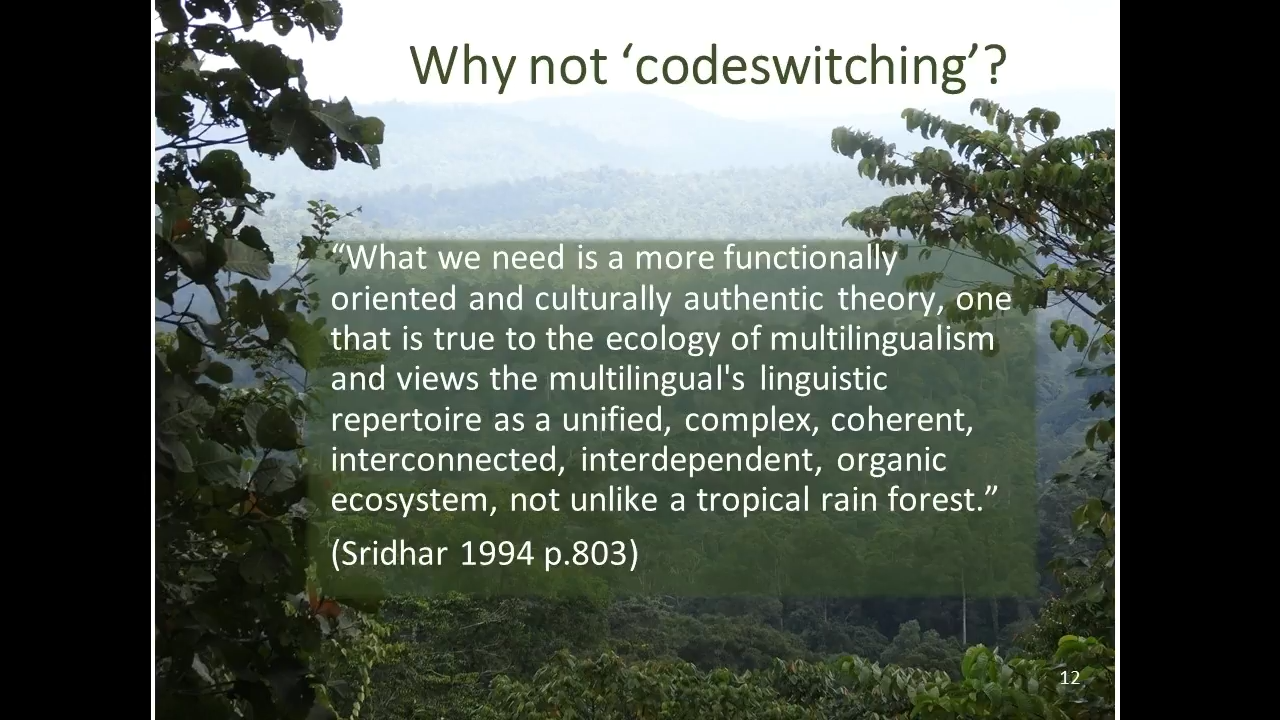 Why not ‘codeswitching’?
“What we need is a more functionally
oriented and culturally authentic theory, one
that is true to the ecology of multilingualism
and views the multilingual's linguistic
repertoire as a unified, complex, coherent,
interconnected, interdependent, organic
ecosystem, not unlike a tropical rain forest.”
(Sridhar 1994 p.803)
12